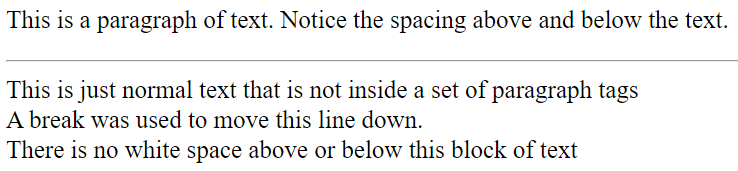 This is a paragraph of text. Notice the spacing above and below the text.
This is just normal text that is not inside a set of paragraph tags
A break was used to move this line down.
There is no white space above or below this block of text